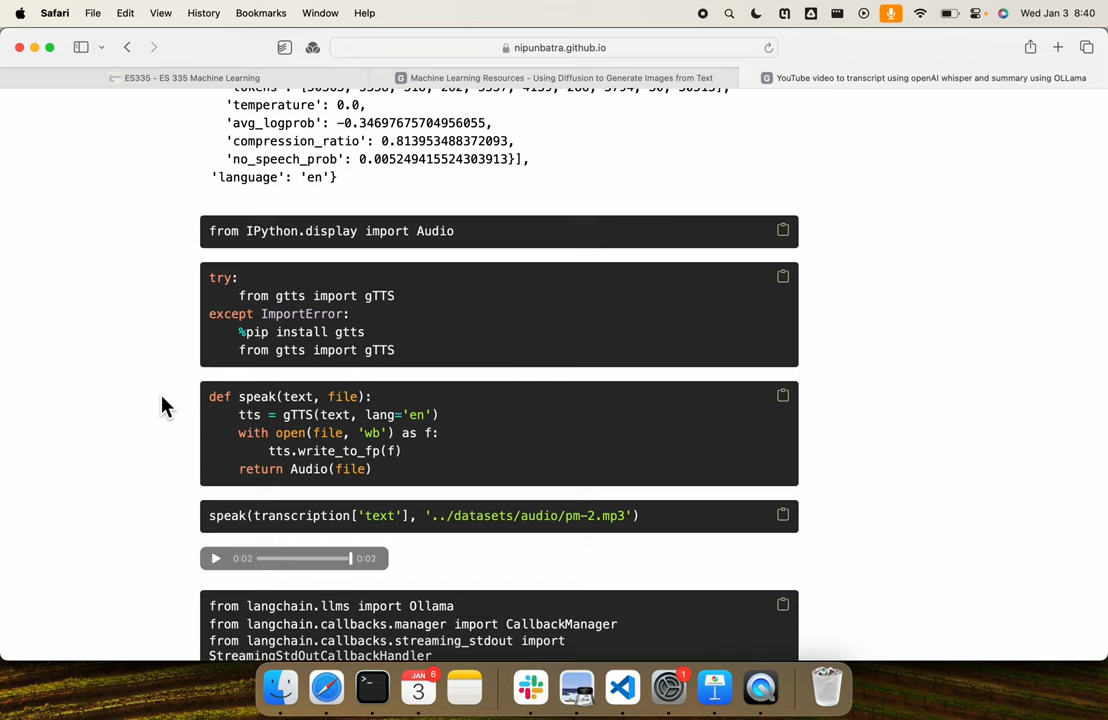 Safari File Edit View History Bookmarks Window Help
Wed Jan 3 8:40
nipunbatra.github.io
ES335 - ES 335 Machine Learning
Machine Learning Resources - Using Diffusion to Generate Images from Text
YouTube video to transcript using openAI whisper and summary using OLLama
'temperature': 0.0,
'avg_logprob': -0.34697675704956055,
'compression_ratio': 0.813953488372093,
'no_speech_prob': 0.005249415524303913}],
'language': 'en'}
from IPython.display import Audio
try:
from gtts import gTTS
except ImportError:
%pip install gtts
from gtts import gTTS
def speak(text, file):
tts = gTTS(text, lang='en')
with open(file, 'wb') as f:
tts.write_to_fp(f)
return Audio(file)
speak(transcription['text'], '../datasets/audio/pm-2.mp3')
0:02 0:02
from langchain.llms import Ollama
from langchain.callbacks.manager import CallbackManager
from langchain.callbacks.streaming_stdout import
StreamingStdOutCallbackHandler
JAN 6
3
1